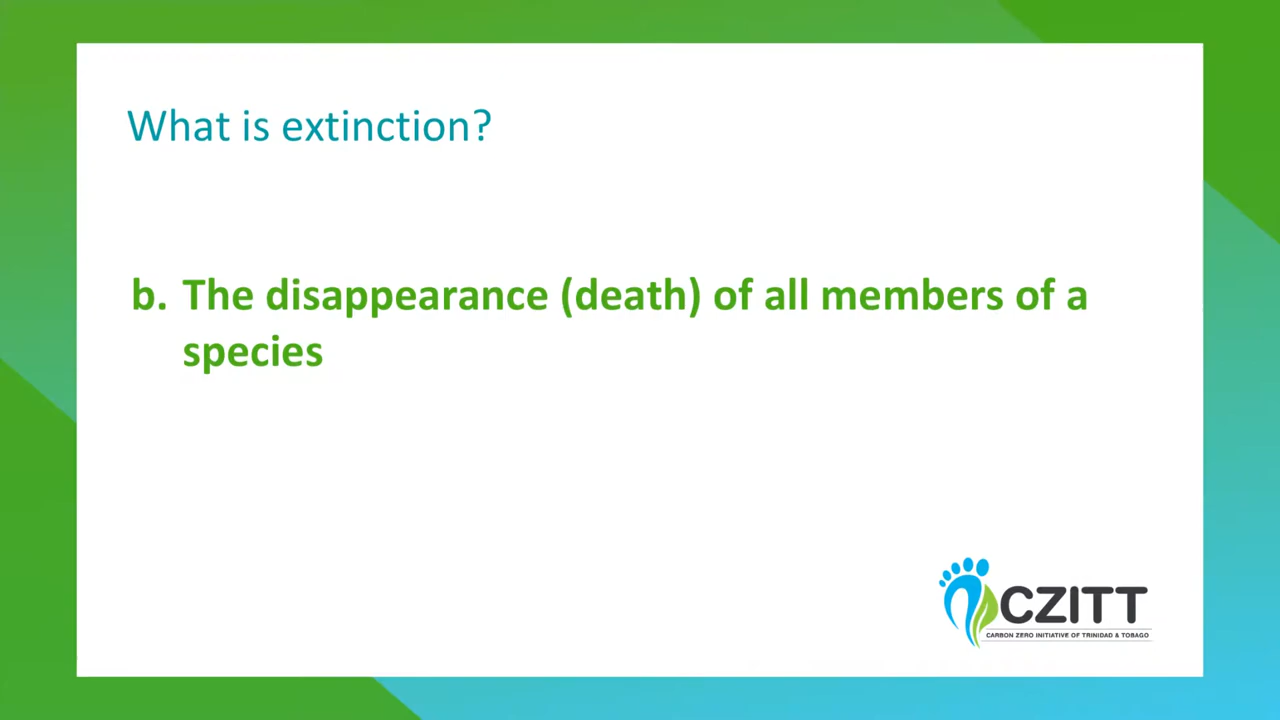 What is extinction?
b. The disappearance (death) of all members of a
species
CZITT
CARBON ZERO INITIATIVE OF TRINIDAD & TOBAGO